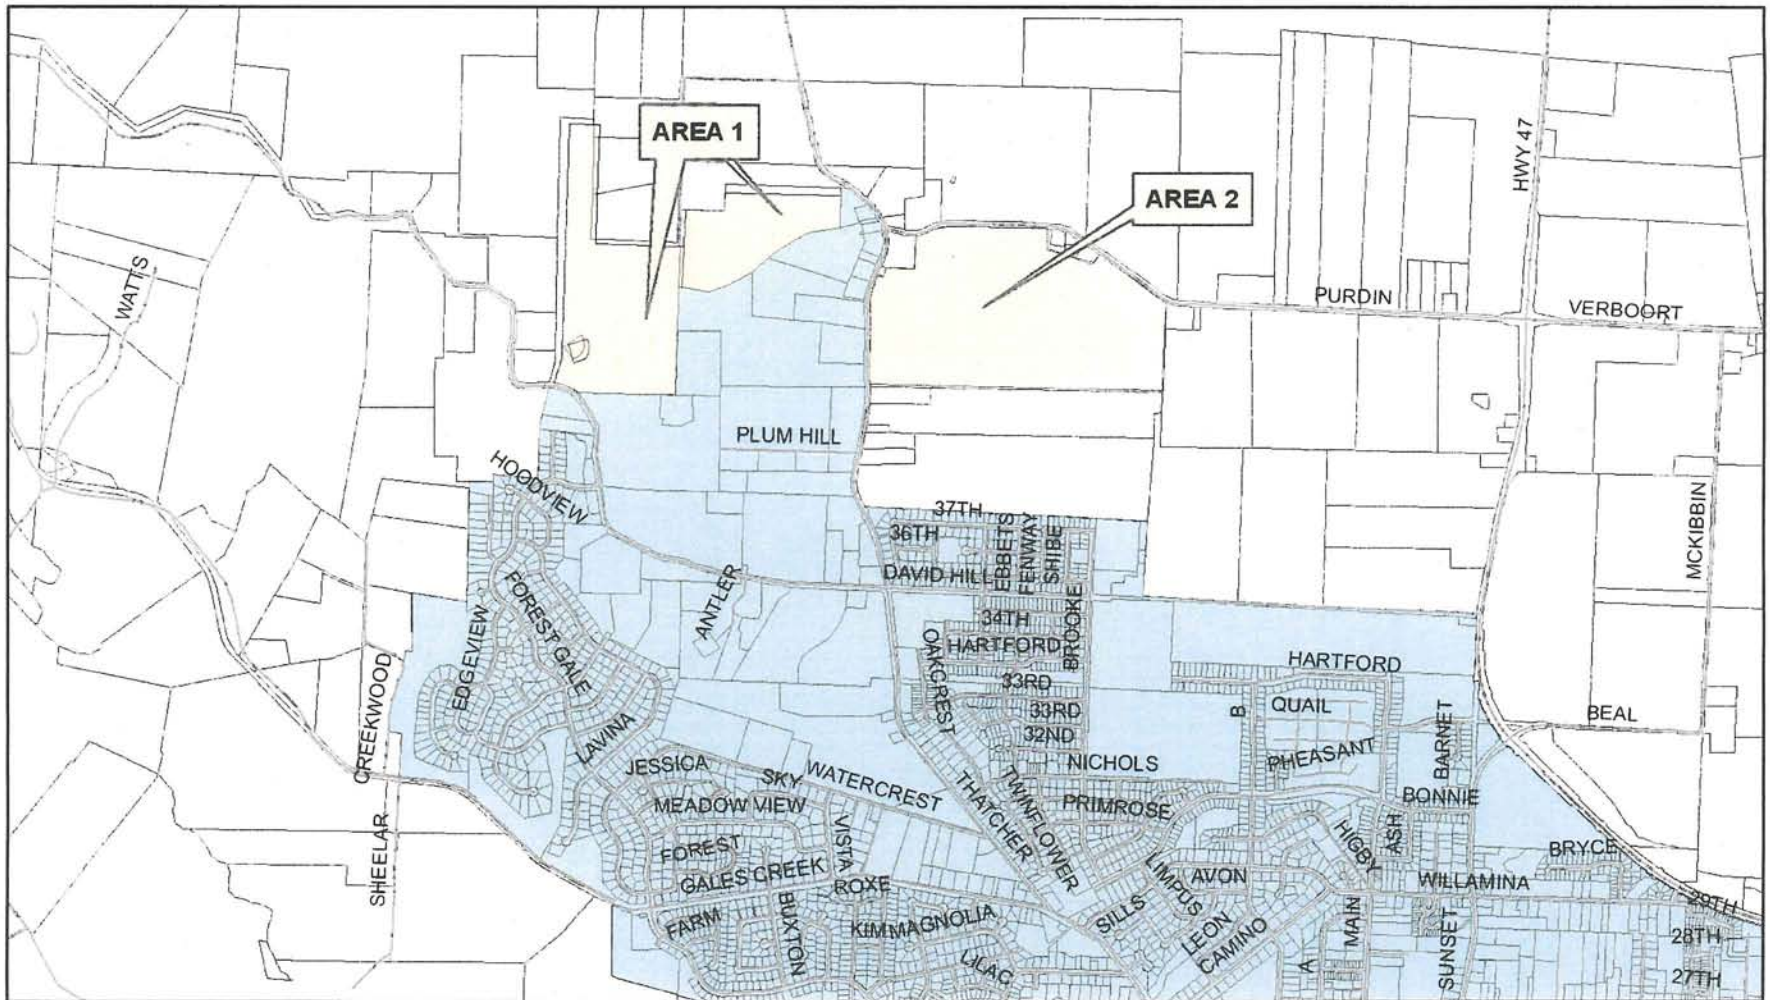 AREA 1
HWY 47
AREA 2
WATTS
PURDIN
VERBOORT
PLUM HILL
HOODVIEW
MCKIBBIN
37TH
36TH
EBBETS
FENWAY
SHIBE
DAVID HILL
ANTLER
FOREST GALE
34TH
BROOKE
EDGEVIEW
OAKCREST
HARTFORD
HARTFORD
CREEKWOOD
33RD
B
QUAIL
33RD
BEAL
LAVINA
32ND
BARNET
JESSICA
SKY
NICHOLS
PHEASANT
WATERCREST
MEADOW VIEW
THATCHER
TWINFLOWER
PRIMROSE
BONNIE
SHEELAR
VISTA
HIGBY
ASH
FOREST
BRYCE
GALES CREEK
ROXE
LIMPUS
AVON
WILLAMINA
29TH
FARM
BUXTON
KIM
MAGNOLIA
SILLS
LEON
MAIN
SUNSET
28TH
CAMINO
LILAC
A
27TH